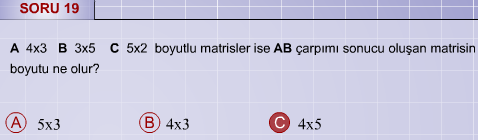 SORU 19
A 4x3 B 3x5 C 5x2 boyutlu matrisler ise AB çarpımı sonucu oluşan matrisin
boyutu ne olur?
A 5x3 B 4x3 C 4x5